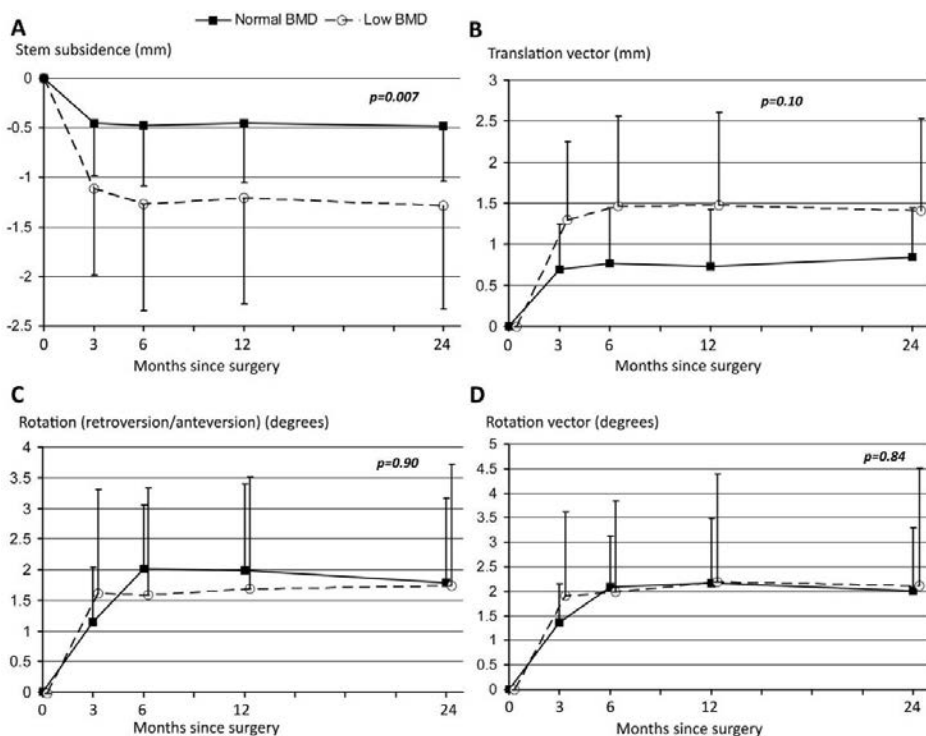 Normal BMD Low BMD
A
Stem subsidence (mm)
0
-0.5
-1
-1.5
-2
-2.5
p=0.007
0 3 6 12 24
Months since surgery
B
Translation vector (mm)
3
2.5
2
1.5
1
0.5
0
p=0.10
0 3 6 12 24
Months since surgery
C
Rotation (retroversion/anteversion) (degrees)
4
3.5
3
2.5
2
1.5
1
0.5
0
p=0.90
0 3 6 12 24
Months since surgery
D
Rotation vector (degrees)
5
4.5
4
3.5
3
2.5
2
1.5
1
0.5
0
p=0.84
0 3 6 12 24
Months since surgery